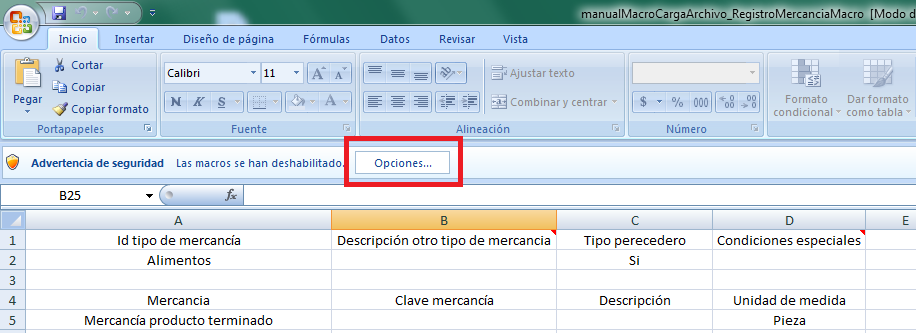 manualMacroCargaArchivo_RegistroMercanciaMacro [Modo d
Inicio Insertar Diseño de página Fórmulas Datos Revisar Vista
Pegar
Cortar
Copiar
Copiar formato
Portapapeles
Calibri 11 A A
N K S A
Fuente
Ajustar texto
Combinar y centrar
Alineación
$ % 000
Número
Formato condicional
Dar formato como tabla
Advertencia de seguridad Las macros se han deshabilitado. Opciones...
B25 fx
A B C D E
1 Id tipo de mercancía Descripción otro tipo de mercancia Tipo perecedero Condiciones especiales
2 Alimentos Si
3
4 Mercancia Clave mercancía Descripción Unidad de medida
5 Mercancía producto terminado Pieza